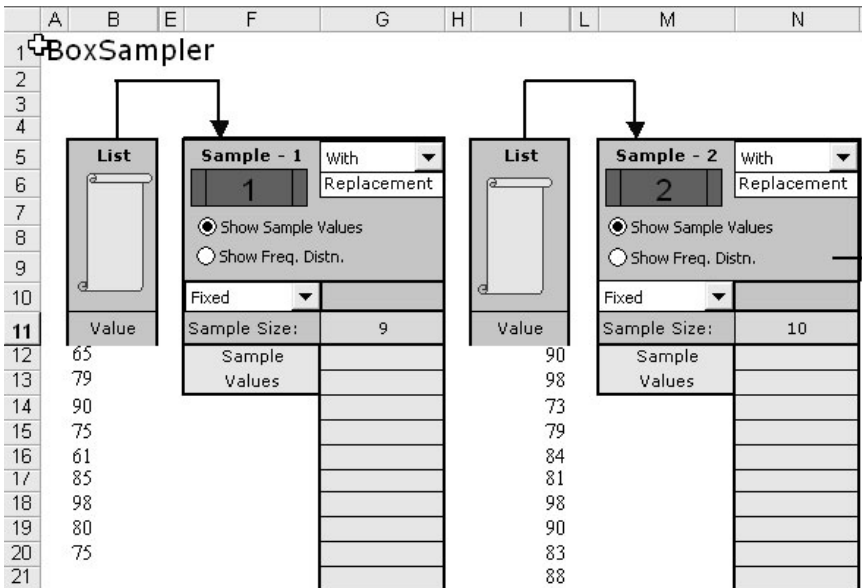 A B E F G H I L M N
1 BoxSampler
2
3
4
5 List Sample - 1 With List Sample - 2 With
6 1 Replacement 2 Replacement
7 Show Sample Values Show Sample Values
8
9 Show Freq. Distn. Show Freq. Distn.
10 Fixed Fixed
11 Value Sample Size: 9 Value Sample Size: 10
12 65 Sample 90 Sample
13 79 Values 98 Values
14 90 73
15 75 79
16 61 84
17 85 81
18 98 98
19 80 90
20 75 83
21 88